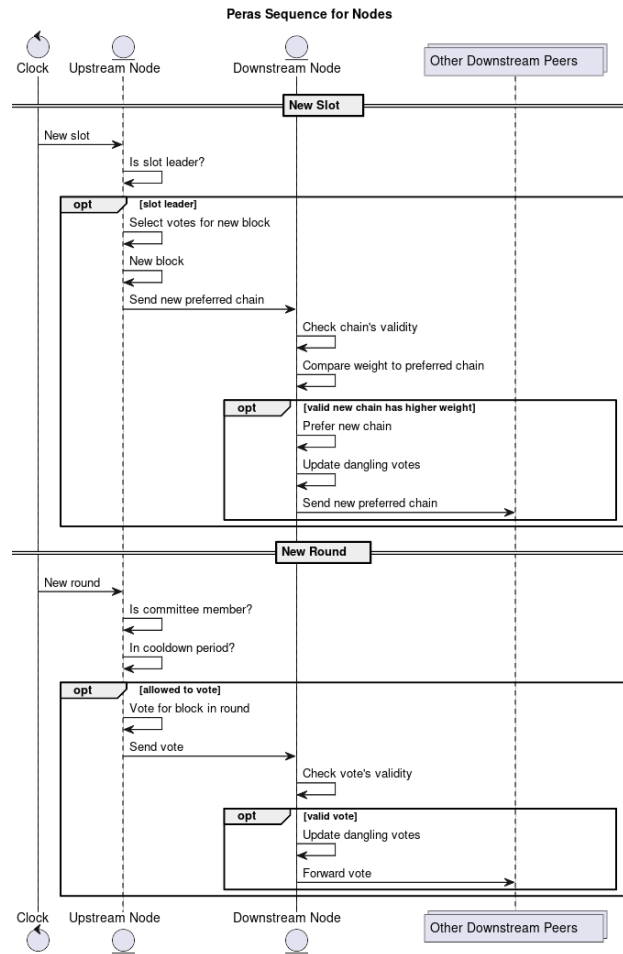 Peras Sequence for Nodes
Clock
Upstream Node
Downstream Node
Other Downstream Peers
New Slot
New slot
Is slot leader?
opt
[slot leader]
Select votes for new block
New block
Send new preferred chain
Check chain's validity
Compare weight to preferred chain
opt
[valid new chain has higher weight]
Prefer new chain
Update dangling votes
Send new preferred chain
New Round
New round
Is committee member?
In cooldown period?
opt
[allowed to vote]
Vote for block in round
Send vote
Check vote's validity
opt
[valid vote]
Update dangling votes
Forward vote
Clock
Upstream Node
Downstream Node
Other Downstream Peers